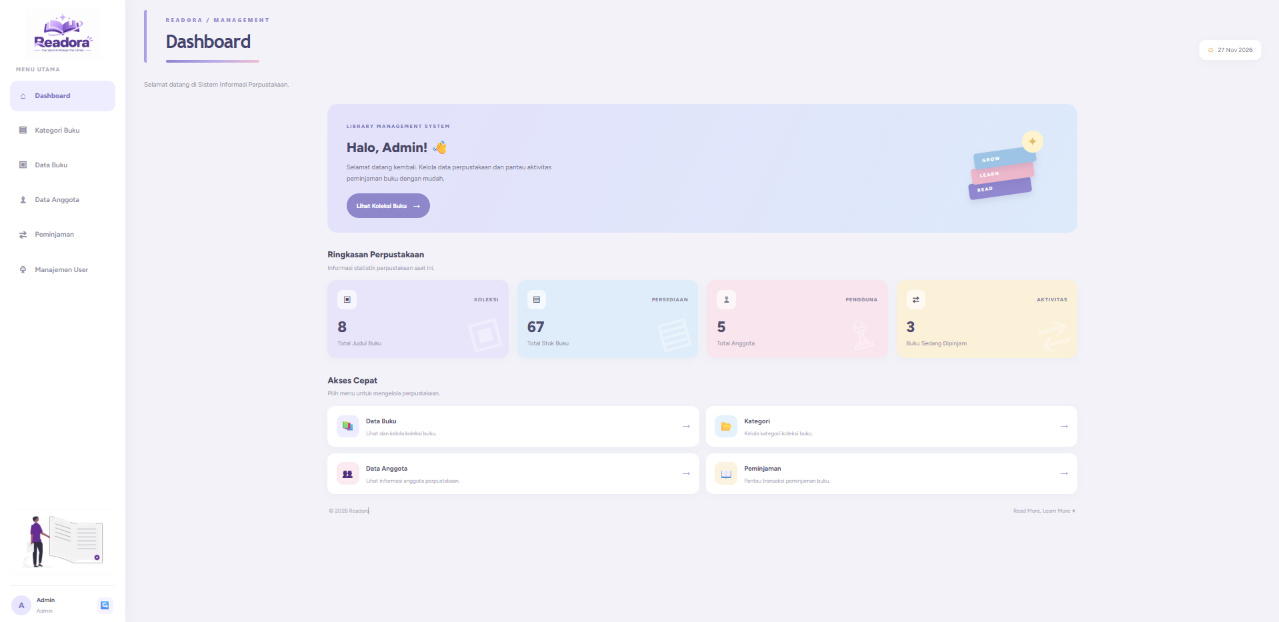 Readora
MENU UTAMA
Dashboard
Kategori Buku
Data Buku
Data Anggota
Peminjaman
Manajemen User
A
Admin
Admin
READORA / MANAGEMENT
Dashboard
27 Nov 2026
Selamat datang di Sistem Informasi Perpustakaan.
LIBRARY MANAGEMENT SYSTEM
Halo, Admin! 👋
Selamat datang kembali. Kelola data perpustakaan dan pantau aktivitas
peminjaman buku dengan mudah.
Lihat Koleksi Buku →
GROW
LEARN
READ
Ringkasan Perpustakaan
Informasi statistik perpustakaan saat ini.
KOLEKSI
8
Total Judul Buku
PERSEDIAAN
67
Total Stok Buku
PENGGUNA
5
Total Anggota
AKTIVITAS
3
Buku Sedang Dipinjam
Akses Cepat
Pilih menu untuk mengelola perpustakaan.
Data Buku
Lihat dan kelola koleksi buku.
→
Kategori
Kelola kategori koleksi buku.
→
Data Anggota
Lihat informasi anggota perpustakaan.
→
Peminjaman
Pantau transaksi peminjaman buku.
→
© 2026 Readora
Read More, Learn More